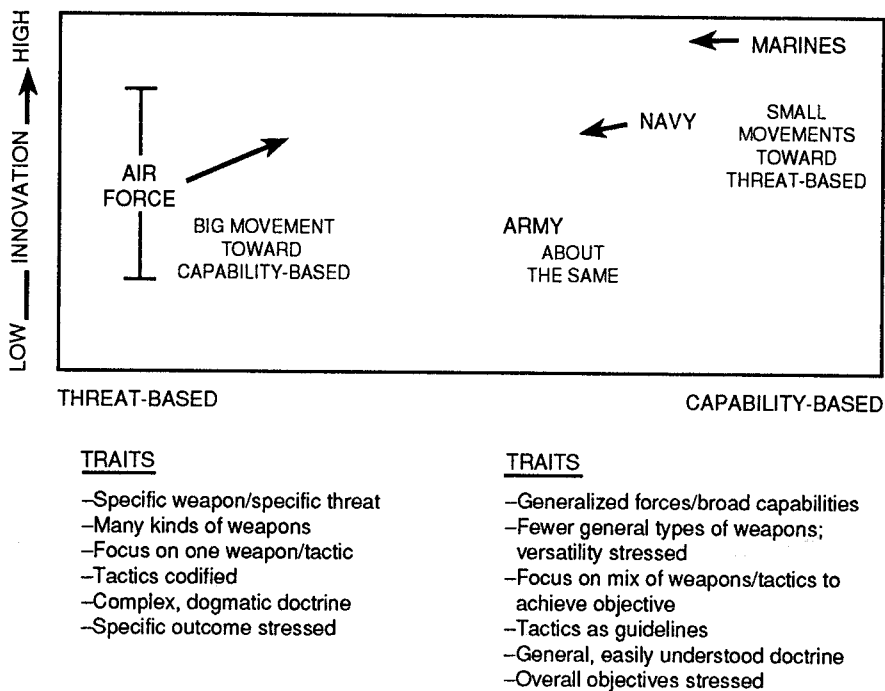 HIGH
INNOVATION
LOW
MARINES
NAVY
SMALL
MOVEMENTS
TOWARD
THREAT-BASED
AIR
FORCE
BIG MOVEMENT
TOWARD
CAPABILITY-BASED
ARMY
ABOUT
THE SAME
THREAT-BASED
CAPABILITY-BASED
TRAITS
–Specific weapon/specific threat
–Many kinds of weapons
–Focus on one weapon/tactic
–Tactics codified
–Complex, dogmatic doctrine
–Specific outcome stressed
TRAITS
–Generalized forces/broad capabilities
–Fewer general types of weapons;
versatility stressed
–Focus on mix of weapons/tactics to
achieve objective
–Tactics as guidelines
–General, easily understood doctrine
–Overall objectives stressed